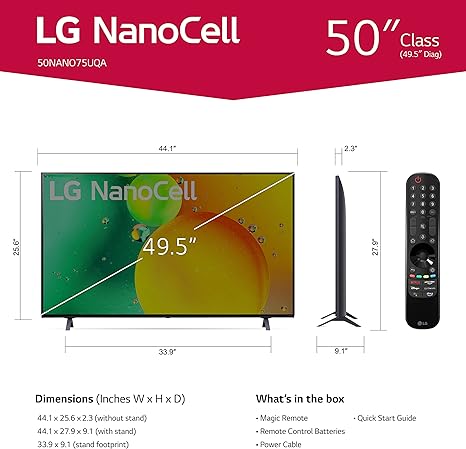 LG NanoCell
50NANO75UQA
50″ Class
(49.5″ Diag)
44.1″
2.3″
LG NanoCell
25.6″
49.5″
27.9″
33.9″
9.1″
LG
Dimensions (Inches W x H x D)
44.1 x 25.6 x 2.3 (without stand)
44.1 x 27.9 x 9.1 (with stand)
33.9 x 9.1 (stand footprint)
What's in the box
• Magic Remote
• Quick Start Guide
• Remote Control Batteries
• Power Cable